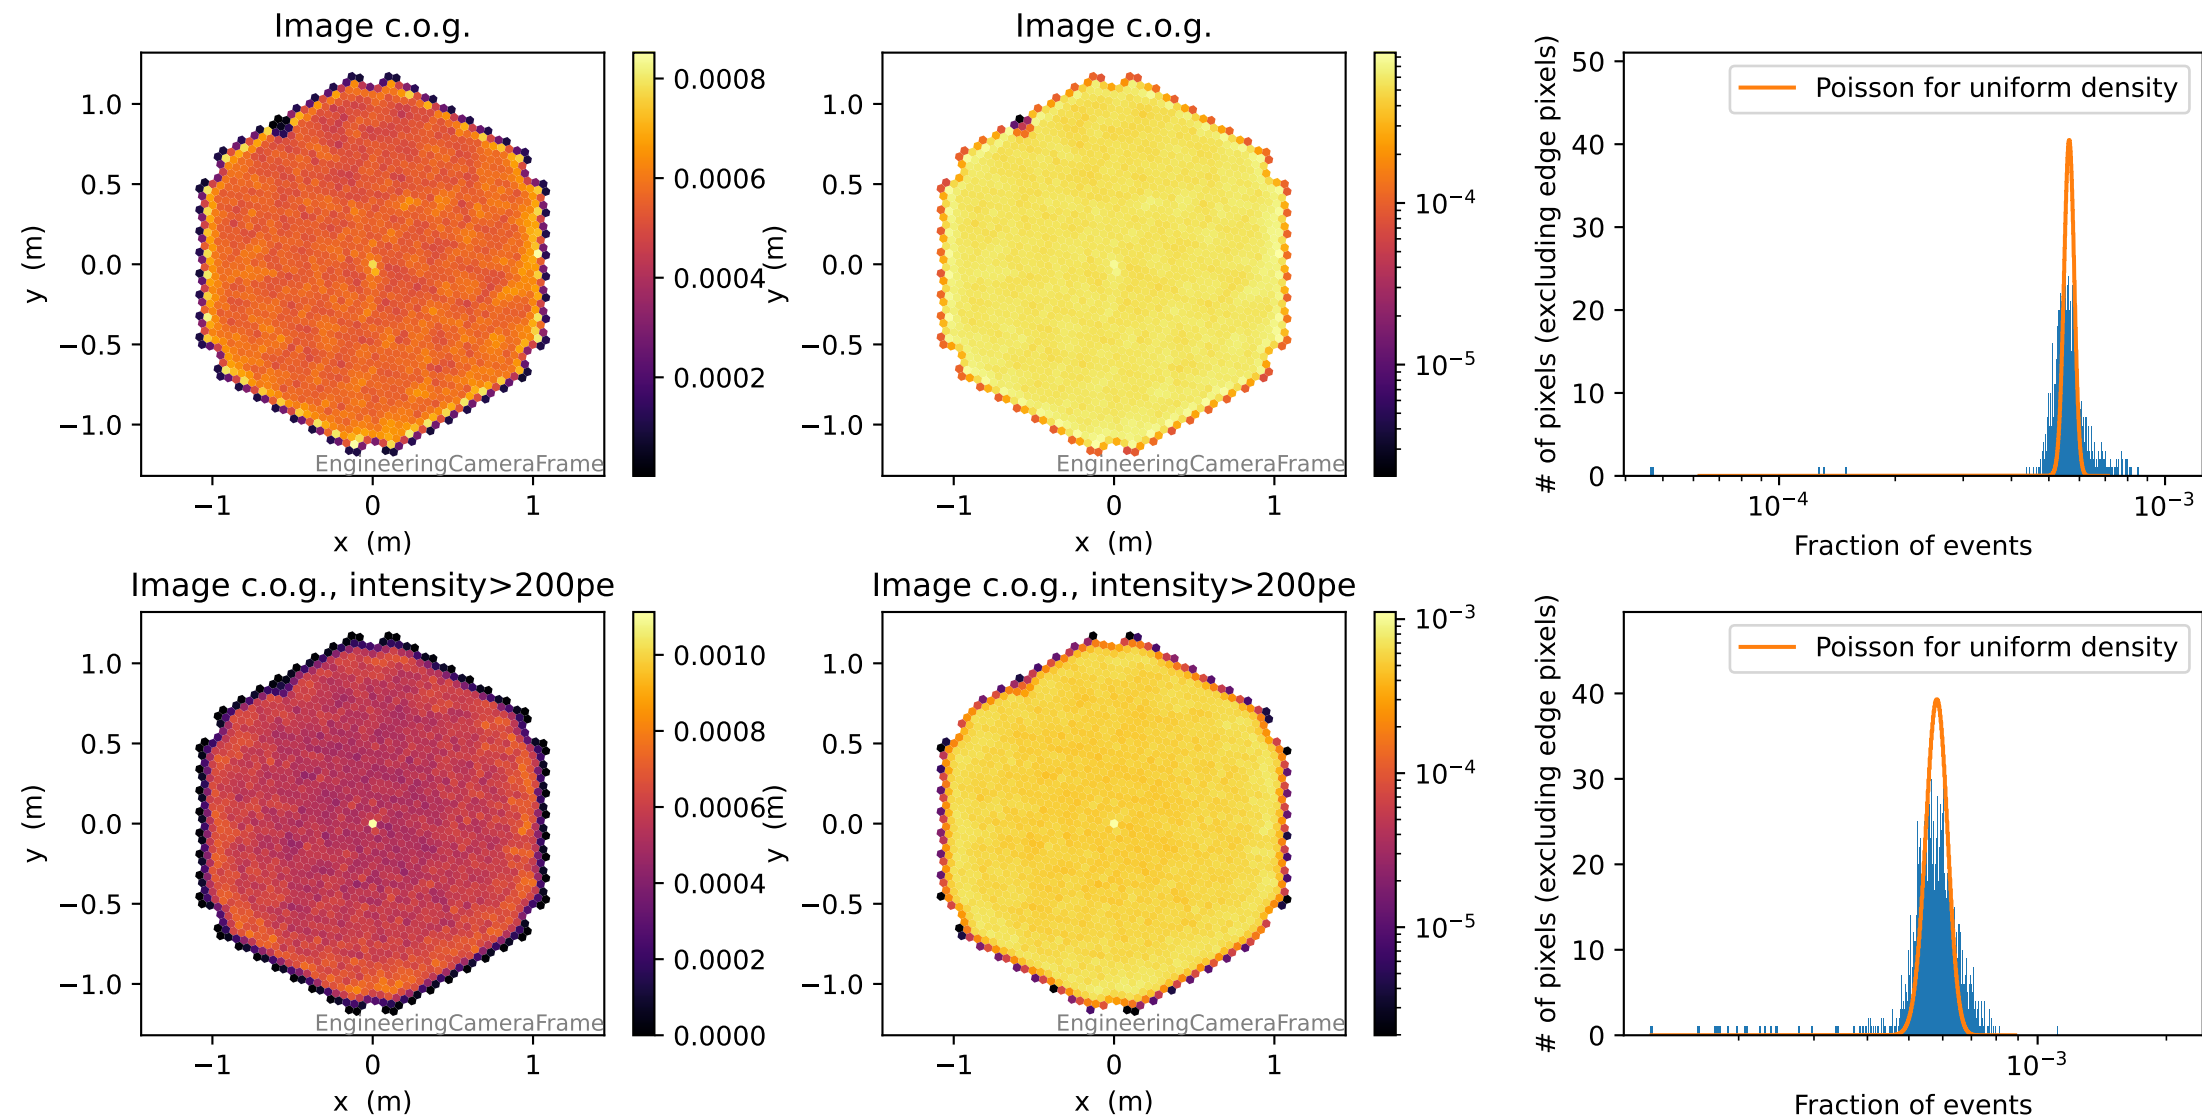 Image c.o.g.
1.0
0.5
0.0
−0.5
−1.0
y (m)
−1
0
1
x (m)
EngineeringCameraFrame
0.0008
0.0006
0.0004
0.0002
Image c.o.g.
1.0
0.5
0.0
−0.5
−1.0
y (m)
−1
0
1
x (m)
EngineeringCameraFrame
10⁻⁴
10⁻⁵
# of pixels (excluding edge pixels)
50
40
30
20
10
0
Poisson for uniform density
10⁻⁴
10⁻³
Fraction of events
Image c.o.g., intensity>200pe
1.0
0.5
0.0
−0.5
−1.0
y (m)
−1
0
1
x (m)
EngineeringCameraFrame
0.0010
0.0008
0.0006
0.0004
0.0002
0.0000
Image c.o.g., intensity>200pe
1.0
0.5
0.0
−0.5
−1.0
y (m)
−1
0
1
x (m)
EngineeringCameraFrame
10⁻³
10⁻⁴
10⁻⁵
# of pixels (excluding edge pixels)
40
30
20
10
0
Poisson for uniform density
10⁻³
Fraction of events